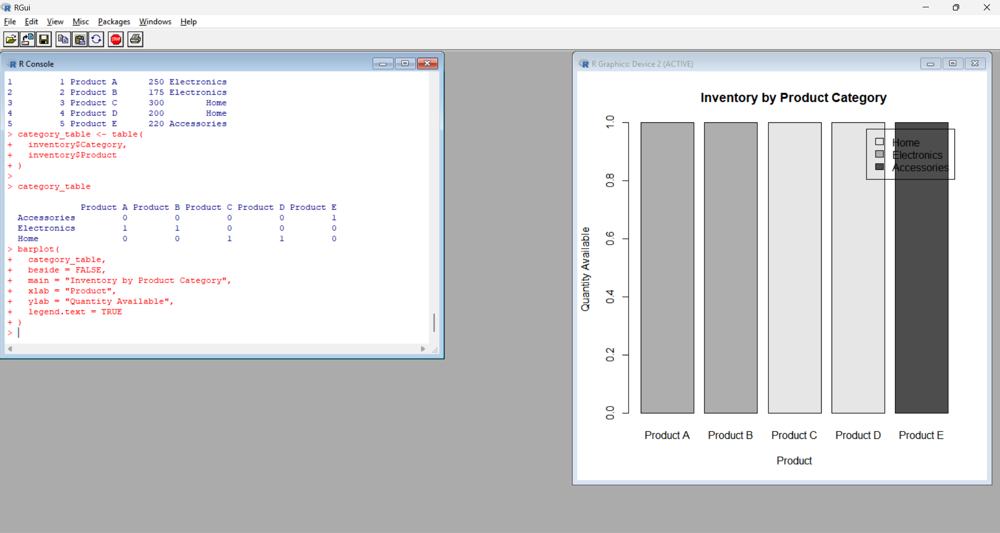 RGui
File Edit View Misc Packages Windows Help
STOP
R Console
1         1 Product A      250 Electronics
2         2 Product B      175 Electronics
3         3 Product C      300        Home
4         4 Product D      200        Home
5         5 Product E      220 Accessories
> category_table <- table(
+   inventory$Category,
+   inventory$Product
+ )
>
> category_table
            Product A Product B Product C Product D Product E
  Accessories         0         0         0         0         1
  Electronics         1         1         0         0         0
  Home                0         0         1         1         0
> barplot(
+   category_table,
+   beside = FALSE,
+   main = "Inventory by Product Category",
+   xlab = "Product",
+   ylab = "Quantity Available",
+   legend.text = TRUE
+ )
>
R Graphics: Device 2 (ACTIVE)
Inventory by Product Category
Home
Electronics
Accessories
Quantity Available
1.0
0.8
0.6
0.4
0.2
0.0
Product A Product B Product C Product D Product E
Product